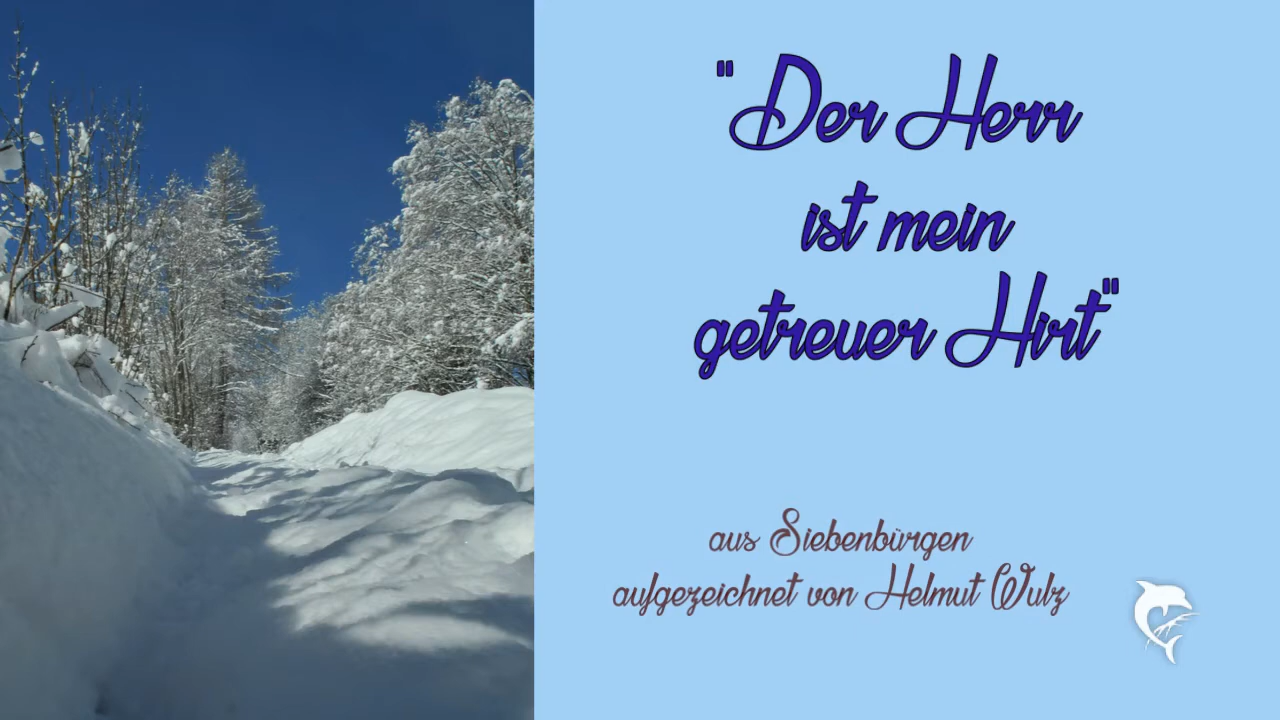 "Der Herr
ist mein
getreuer Hirt"
aus Siebenbürgen
aufgezeichnet von Helmut Wulz